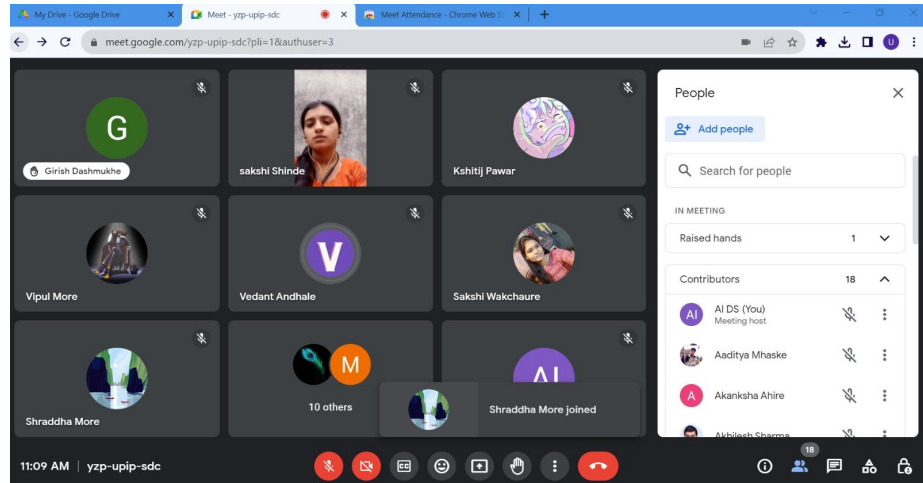 My Drive - Google Drive
Meet - yzp-upip-sdc
Meet Attendance - Chrome Web
meet.google.com/yzp-upip-sdc?pli=1&authuser=3
U
G
Girish Dashmukhe
sakshi Shinde
Kshitij Pawar
Vipul More
V
Vedant Andhale
Sakshi Wakchaure
Shraddha More
M
10 others
AI
Shraddha More joined
People
Add people
Search for people
IN MEETING
Raised hands 1
Contributors 18
AI
AI DS (You)
Meeting host
Aaditya Mhaske
A
Akanksha Ahire
Akhilesh Sharma
11:09 AM | yzp-upip-sdc
CC
18